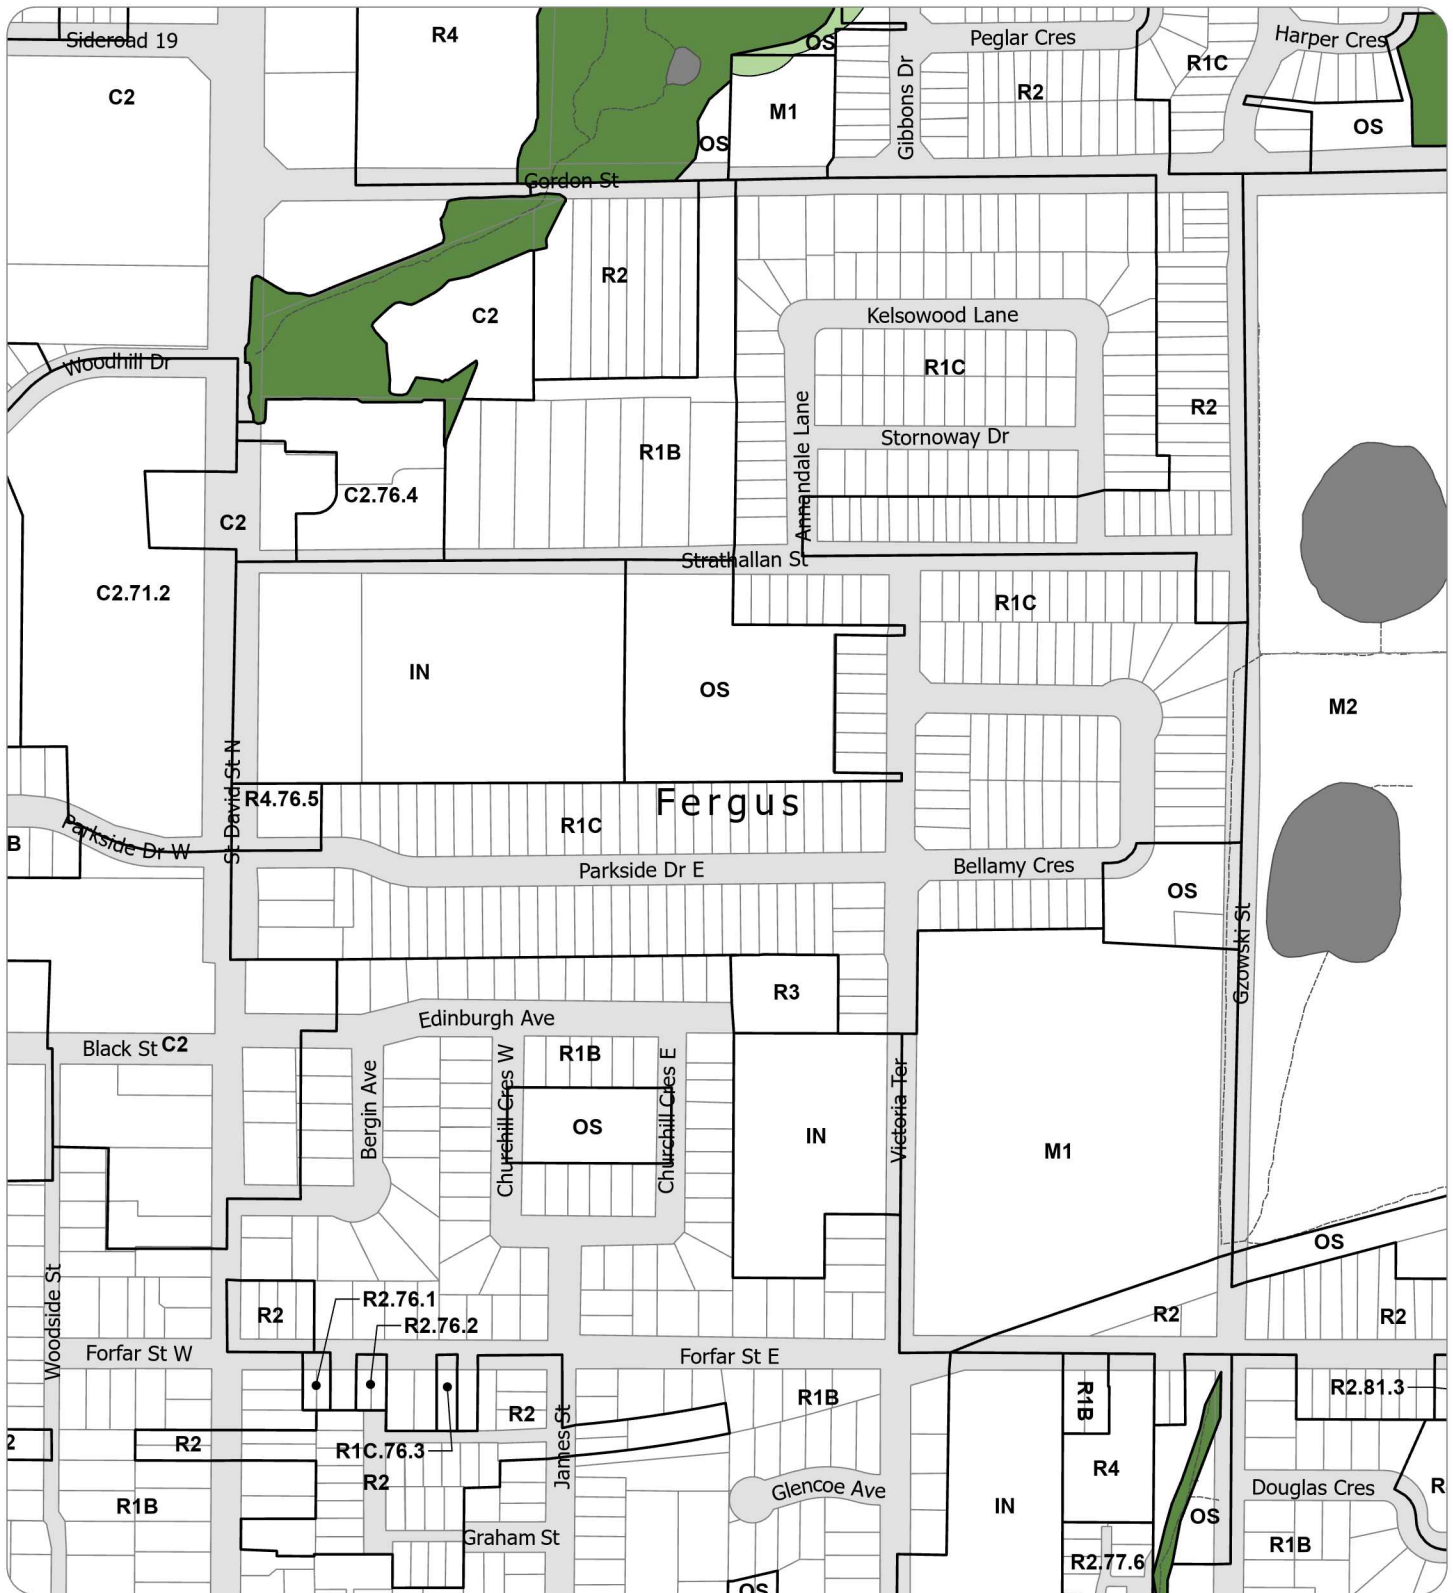 R4
OS
Peglar Cres
Harper Cres
Sideroad 19
C2
Gibbons Dr
R1C
R2
M1
OS
OS
Gordon St
R2
C2
Kelsowood Lane
R1C
Woodhill Dr
R2
Annandale Lane
Stornoway Dr
R1B
C2.76.4
C2
Strathallan St
C2.71.2
R1C
IN
OS
M2
St David St N
R4.76.5
Fergus
R1C
Parkside Dr W
B
Parkside Dr E
Bellamy Cres
OS
Gzowski St
R3
Edinburgh Ave
Black St
C2
R1B
Bergin Ave
Churchill Cres W
Churchill Cres E
Victoria Ter
OS
IN
M1
OS
Woodside St
R2.76.1
R2
R2.76.2
R2
R2
Forfar St W
Forfar St E
R1B
R1B
R2.81.3
R2
James St
2
R2
R1C.76.3
R2
R4
Glencoe Ave
Douglas Cres
R
R1B
IN
OS
Graham St
R1B
R2.77.6
OS